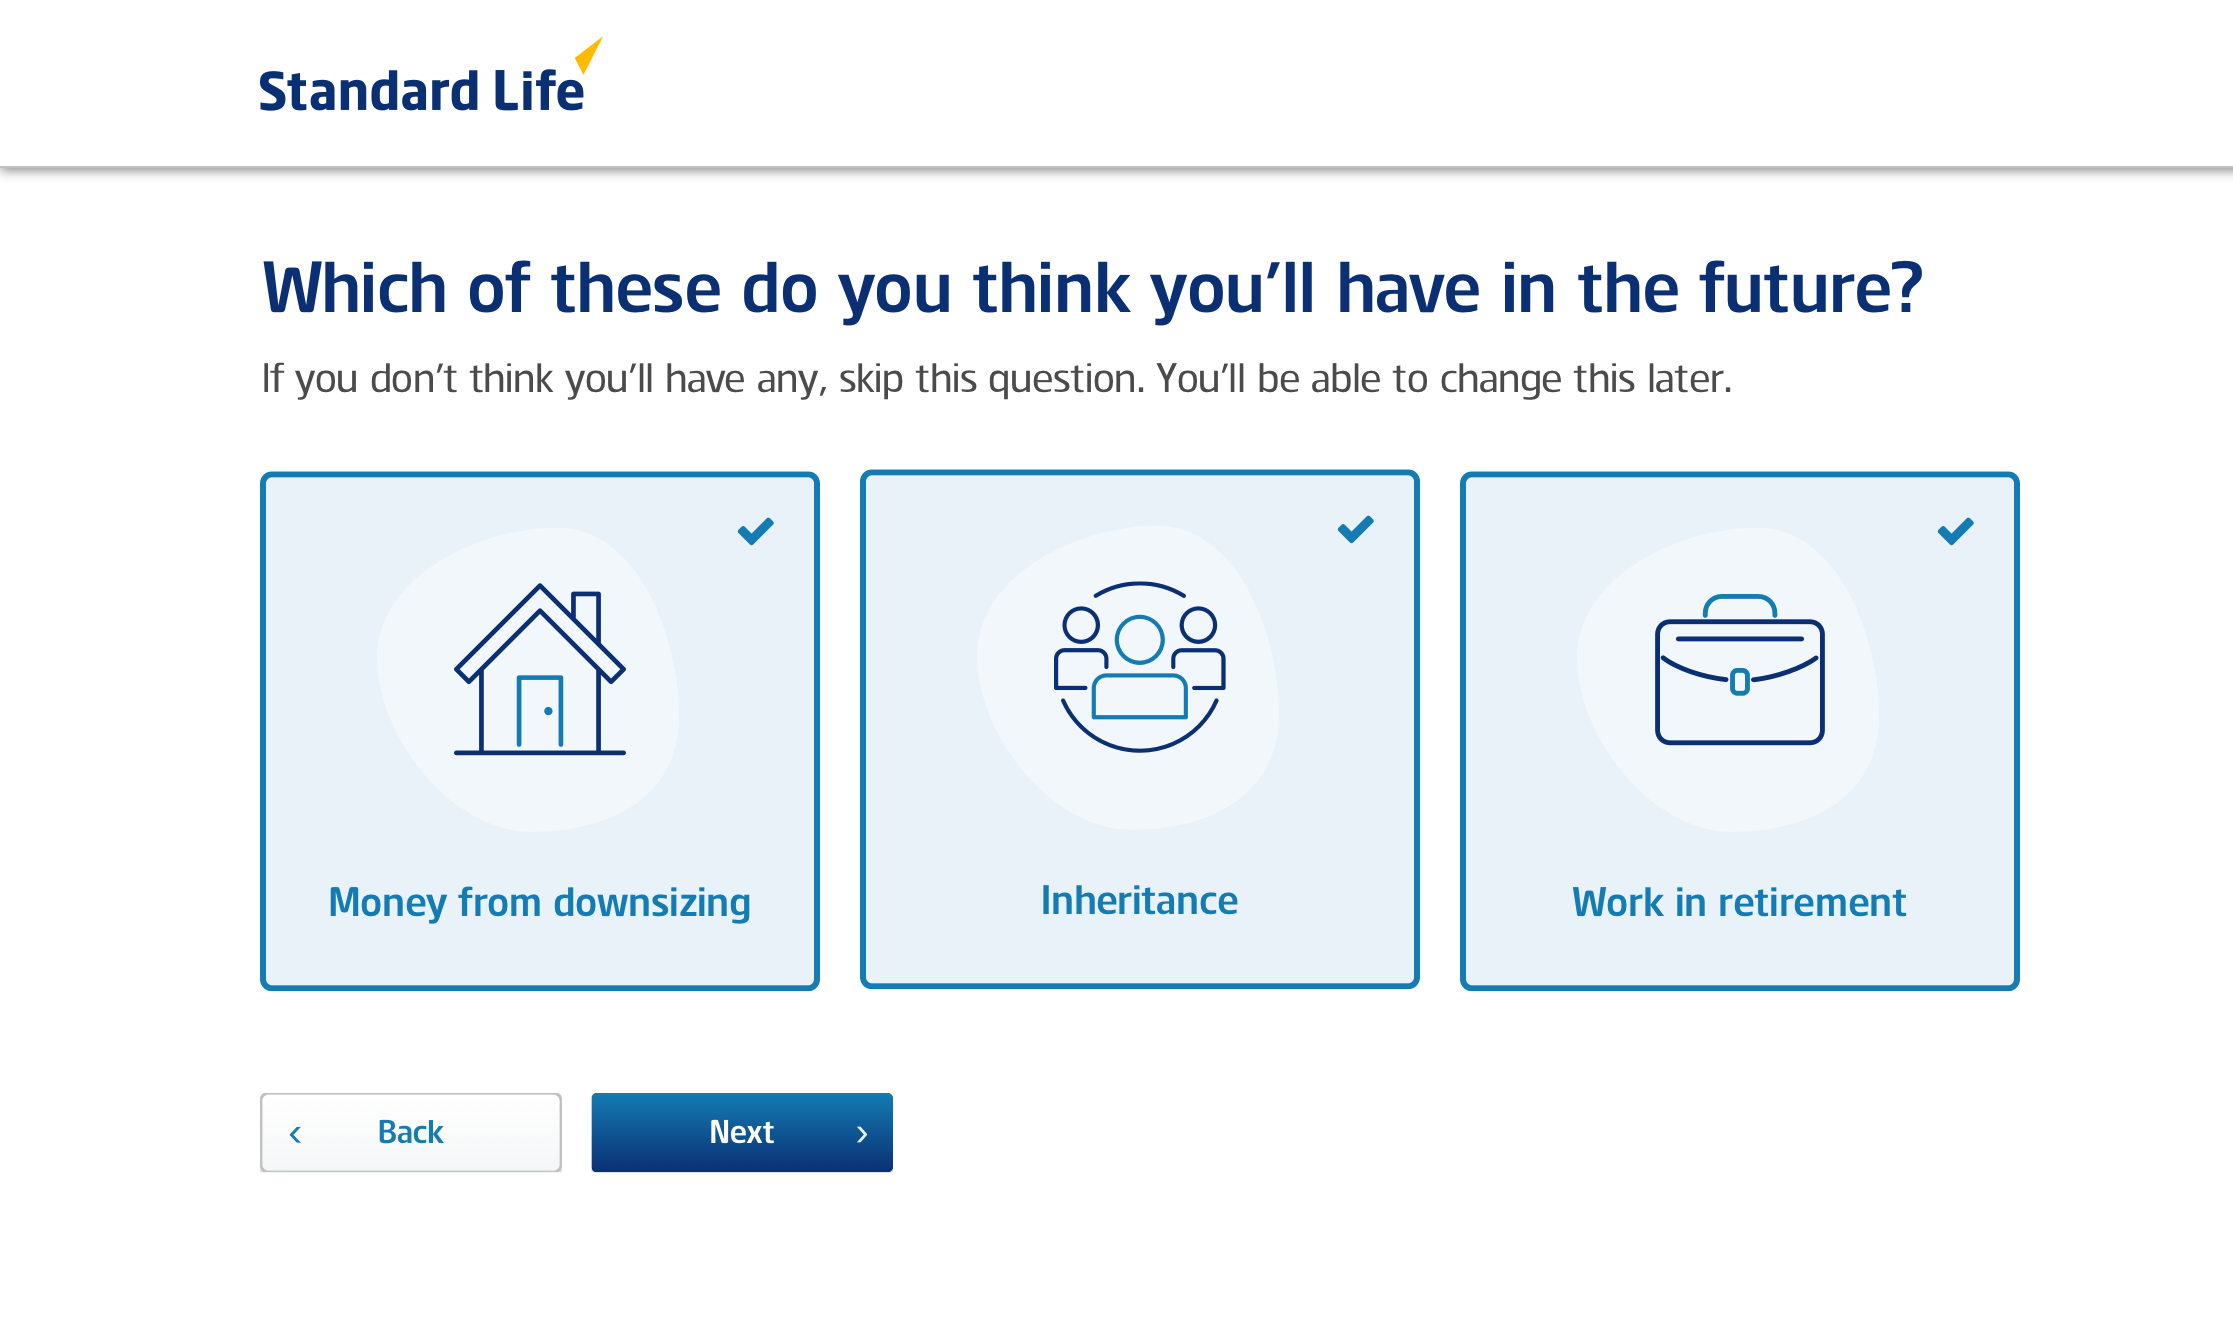 Standard Life
Which of these do you think you’ll have in the future?
If you don’t think you’ll have any, skip this question. You’ll be able to change this later.
Money from downsizing
Inheritance
Work in retirement
‹ Back
Next ›